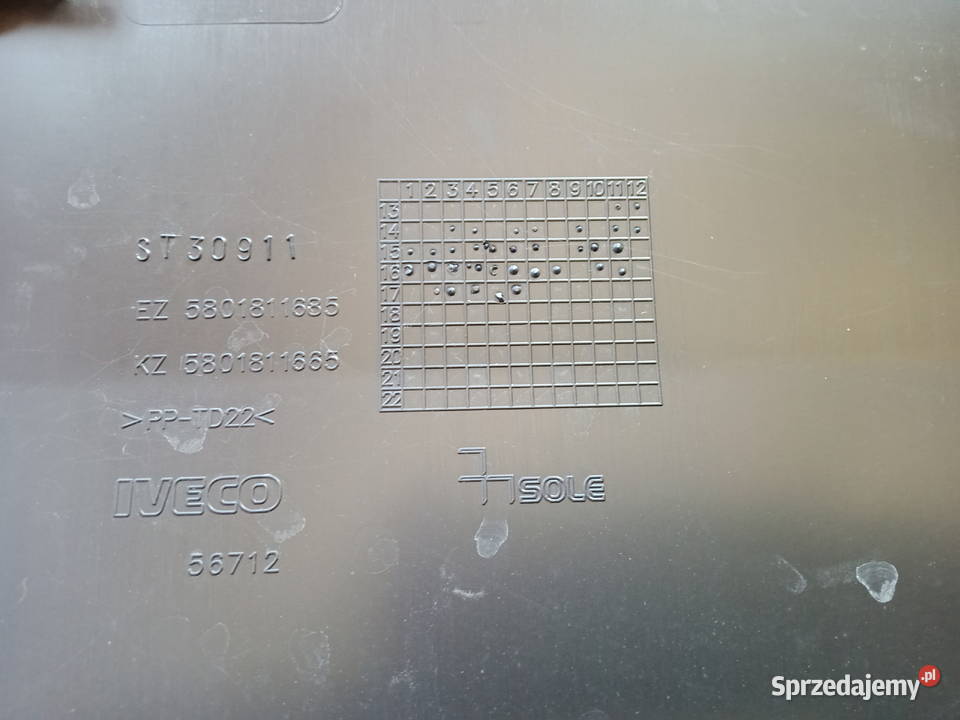 ST30911
EZ 5801811685
KZ 5801811665
>PP-TD22<
IVECO
56712
1 2 3 4 5 6 7 8 9 10 11 12
13
14
15
16
17
18
19
20
21
22
SOLE
Sprzedajemy.pl